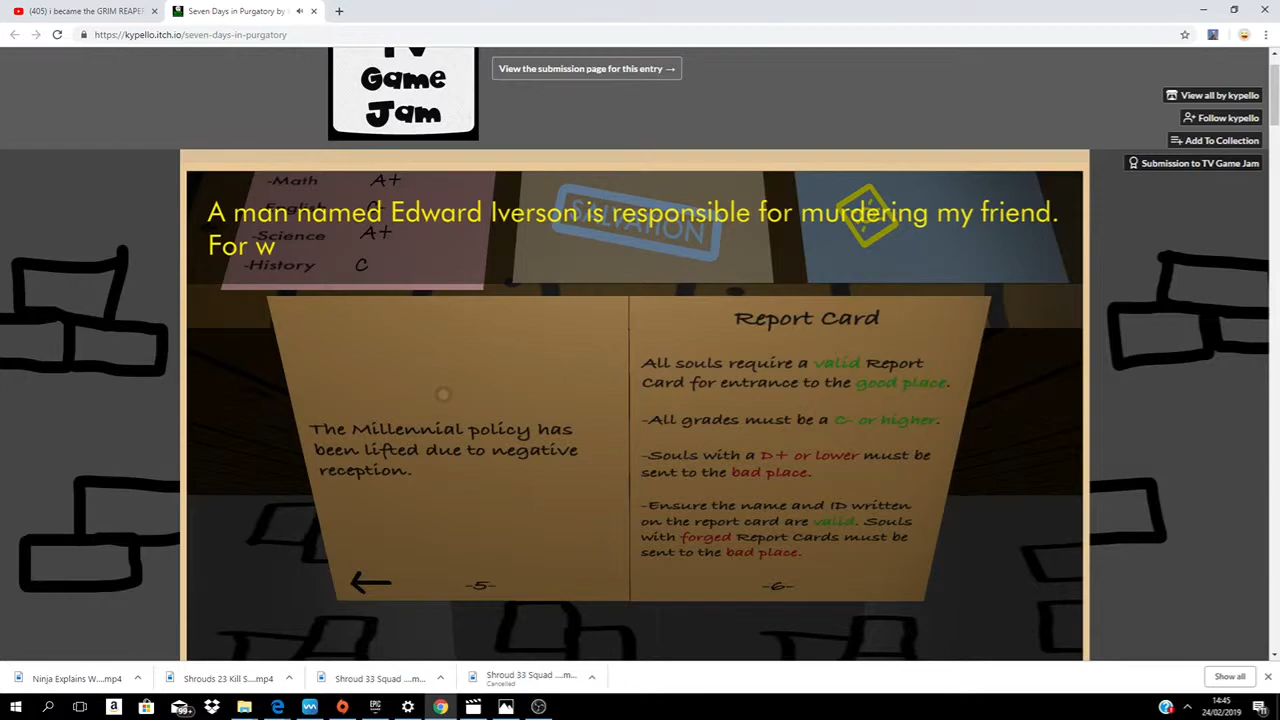 (405) i became the GRIM REAPER
Seven Days in Purgatory by
https://kypello.itch.io/seven-days-in-purgatory
TV
Game
Jam
View the submission page for this entry →
View all by kypello
Follow kypello
Add To Collection
Submission to TV Game Jam
-Math A+
-English
-Science A+
-History C
SALVATION
A man named Edward Iverson is responsible for murdering my friend.
For w
The Millennial policy has
been lifted due to negative
reception.
-5-
Report Card
All souls require a valid Report
Card for entrance to the good place.
-All grades must be a C- or higher.
-Souls with a D+ or lower must be
sent to the bad place.
-Ensure the name and ID written
on the report card are valid. Souls
with forged Report Cards must be
sent to the bad place.
-6-
Ninja Explains W....mp4
Shrouds 23 Kill S....mp4
Shroud 33 Squad ....mp4
Shroud 33 Squad ....m...
Cancelled
Show all
99+
EPIC
14:45
24/02/2019